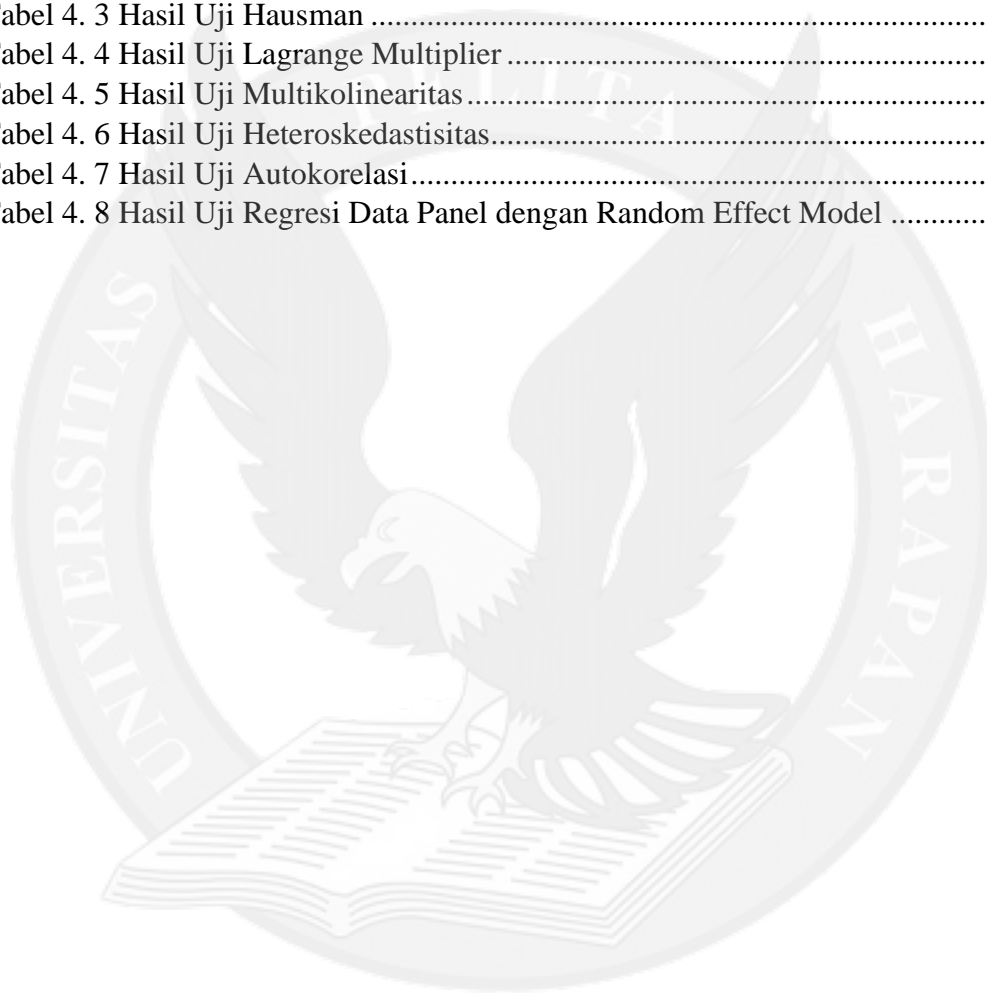 abel 4. 3 Hasil Uji Hausman ...........................................................................
abel 4. 4 Hasil Uji Lagrange Multiplier ..........................................................
abel 4. 5 Hasil Uji Multikolinearitas ...............................................................
abel 4. 6 Hasil Uji Heteroskedastisitas............................................................
abel 4. 7 Hasil Uji Autokorelasi......................................................................
abel 4. 8 Hasil Uji Regresi Data Panel dengan Random Effect Model ............
UNIVERSITAS PELITA HARAPAN